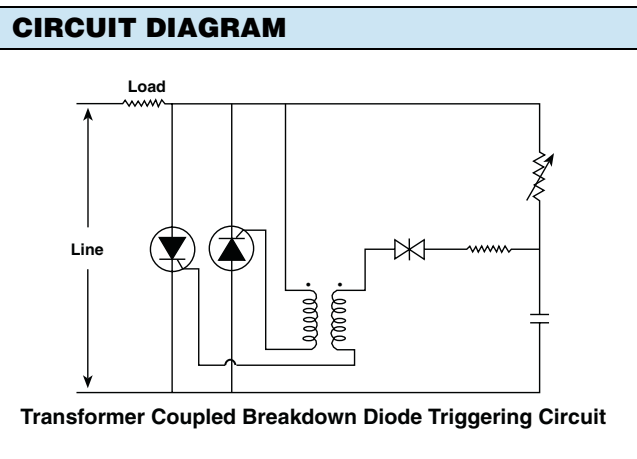 CIRCUIT DIAGRAM
Load
Line
Transformer Coupled Breakdown Diode Triggering Circuit